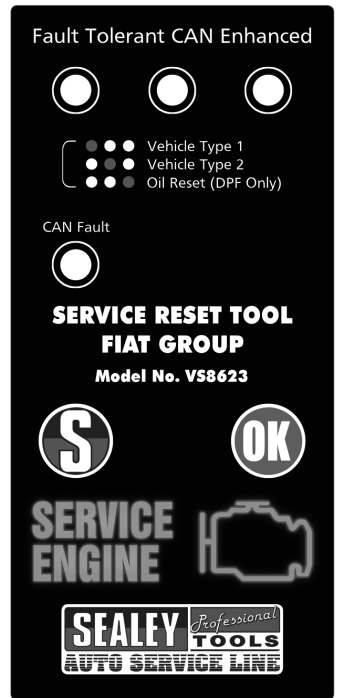 Fault Tolerant CAN Enhanced
Vehicle Type 1
Vehicle Type 2
Oil Reset (DPF Only)
CAN Fault
SERVICE RESET TOOL
FIAT GROUP
Model No. VS8623
S
OK
SERVICE
ENGINE
SEALEY Professional
TOOLS
AUTO SERVICE LINE